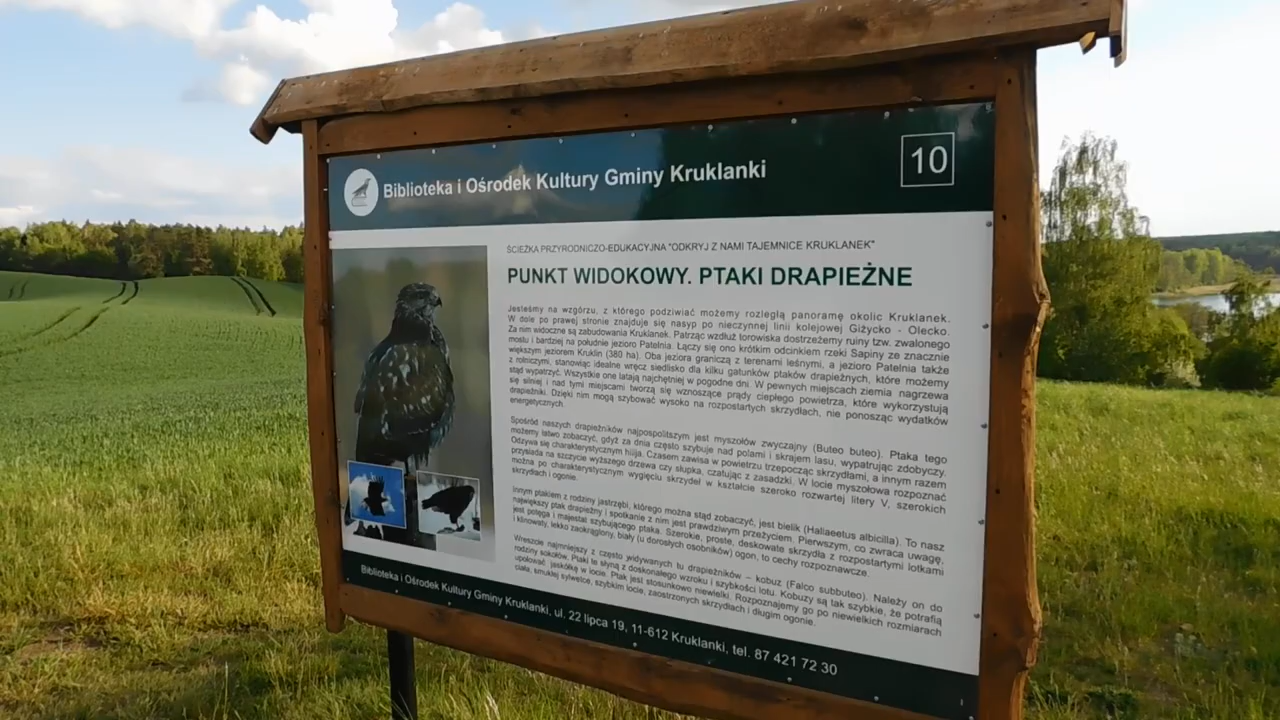 Biblioteka i Ośrodek Kultury Gminy Kruklanki
10
ŚCIEŻKA PRZYRODNICZO-EDUKACYJNA "ODKRYJ Z NAMI TAJEMNICE KRUKLANEK"
PUNKT WIDOKOWY. PTAKI DRAPIEŻNE
Jesteśmy na wzgórzu, z którego podziwiać możemy rozległą panoramę okolic Kruklanek.
W dole po prawej stronie znajduje się nasyp po nieczynnej linii kolejowej Giżycko - Olecko.
Za nim widoczne są zabudowania Kruklanek. Patrząc wzdłuż torowiska dostrzeżemy ruiny tzw. zwalonego
mostu i bardziej na południe jezioro Patelnia. Łączy się ono krótkim odcinkiem rzeki Sapiny ze znacznie
większym jeziorem Kruklin (380 ha). Oba jeziora graniczą z terenami leśnymi, a jezioro Patelnia także
z rolniczymi, stanowiąc idealne wręcz siedlisko dla kilku gatunków ptaków drapieżnych, które możemy
stąd wypatrzyć. Wszystkie one latają najchętniej w pogodne dni. W pewnych miejscach ziemia nagrzewa
się silniej i nad tymi miejscami tworzą się wznoszące prądy ciepłego powietrza, które wykorzystują
drapieżniki. Dzięki nim mogą szybować wysoko na rozpostartych skrzydłach, nie ponosząc wydatków
energetycznych.
Spośród naszych drapieżników najpospolitszym jest myszołów zwyczajny (Buteo buteo). Ptaka tego
możemy łatwo zobaczyć, gdyż za dnia często szybuje nad polami i skrajem lasu, wypatrując zdobyczy.
Odzywa się charakterystycznym hiija. Czasem zawisa w powietrzu trzepocząc skrzydłami, a innym razem
przysiada na szczycie wyższego drzewa czy słupka, czatując z zasadzki. W locie myszołowa rozpoznać
można po charakterystycznym wygięciu skrzydeł w kształcie szeroko rozwartej litery V, szerokich
skrzydłach i ogonie.
Innym ptakiem z rodziny jastrzębi, którego można stąd zobaczyć, jest bielik (Haliaeetus albicilla). To nasz
największy ptak drapieżny i spotkanie z nim jest prawdziwym przeżyciem. Pierwszym, co zwraca uwagę,
jest potęga i majestat szybującego ptaka. Szerokie, proste, deskowate skrzydła z rozpostartymi lotkami
i klinowaty, lekko zaokrąglony, biały (u dorosłych osobników) ogon, to cechy rozpoznawcze.
Wreszcie najmniejszy z często widywanych tu drapieżników – kobuz (Falco subbuteo). Należy on do
rodziny sokołów. Ptaki te słyną z doskonałego wzroku i szybkości lotu. Kobuzy są tak szybkie, że potrafią
upolować jaskółkę w locie. Ptak jest stosunkowo niewielki. Rozpoznajemy go po niewielkich rozmiarach
ciała, smukłej sylwetce, szybkim locie, zaostrzonych skrzydłach i długim ogonie.
Biblioteka i Ośrodek Kultury Gminy Kruklanki, ul. 22 lipca 19, 11-612 Kruklanki, tel. 87 421 72 30